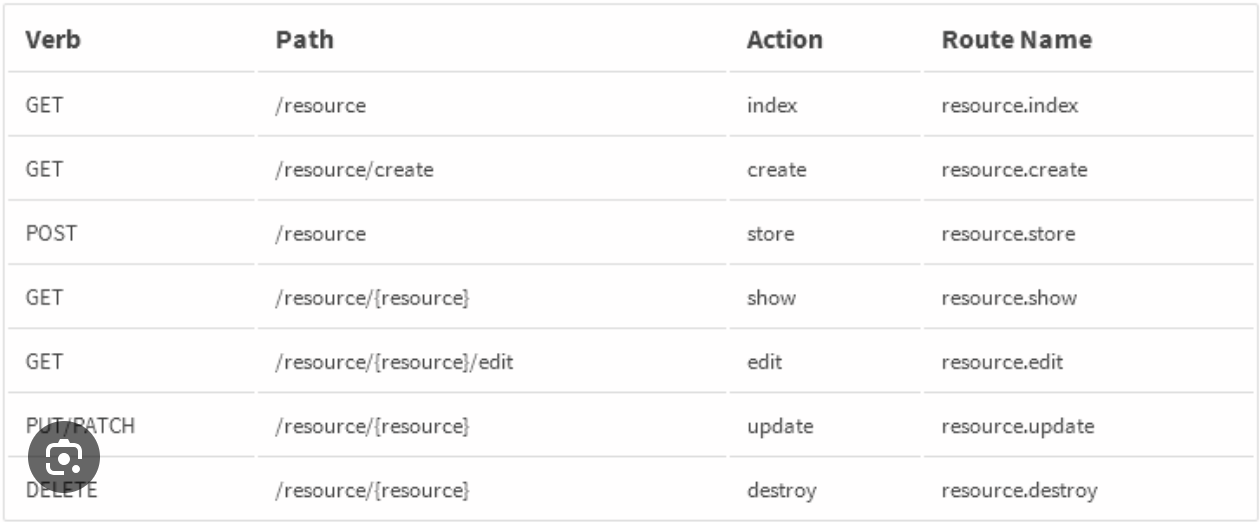 Verb Path Action Route Name
GET /resource index resource.index
GET /resource/create create resource.create
POST /resource store resource.store
GET /resource/{resource} show resource.show
GET /resource/{resource}/edit edit resource.edit
PUT/PATCH /resource/{resource} update resource.update
DELETE /resource/{resource} destroy resource.destroy